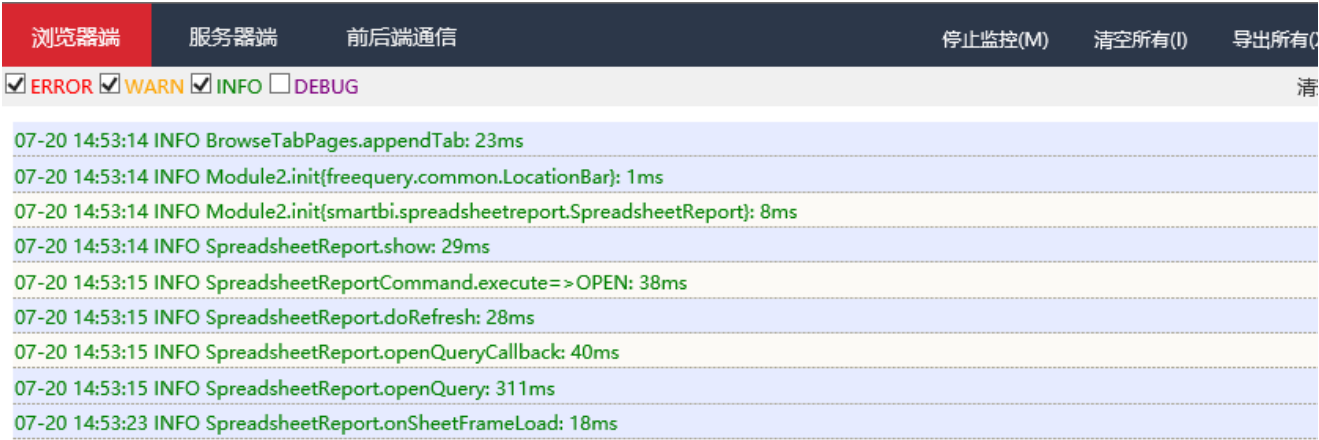 浏览器端 服务器端 前后端通信 停止监控(M) 清空所有(I) 导出所有(
ERROR WARN INFO DEBUG 清
07-20 14:53:14 INFO BrowseTabPages.appendTab: 23ms
07-20 14:53:14 INFO Module2.init{freequery.common.LocationBar}: 1ms
07-20 14:53:14 INFO Module2.init{smartbi.spreadsheetreport.SpreadsheetReport}: 8ms
07-20 14:53:14 INFO SpreadsheetReport.show: 29ms
07-20 14:53:15 INFO SpreadsheetReportCommand.execute=>OPEN: 38ms
07-20 14:53:15 INFO SpreadsheetReport.doRefresh: 28ms
07-20 14:53:15 INFO SpreadsheetReport.openQueryCallback: 40ms
07-20 14:53:15 INFO SpreadsheetReport.openQuery: 311ms
07-20 14:53:23 INFO SpreadsheetReport.onSheetFrameLoad: 18ms